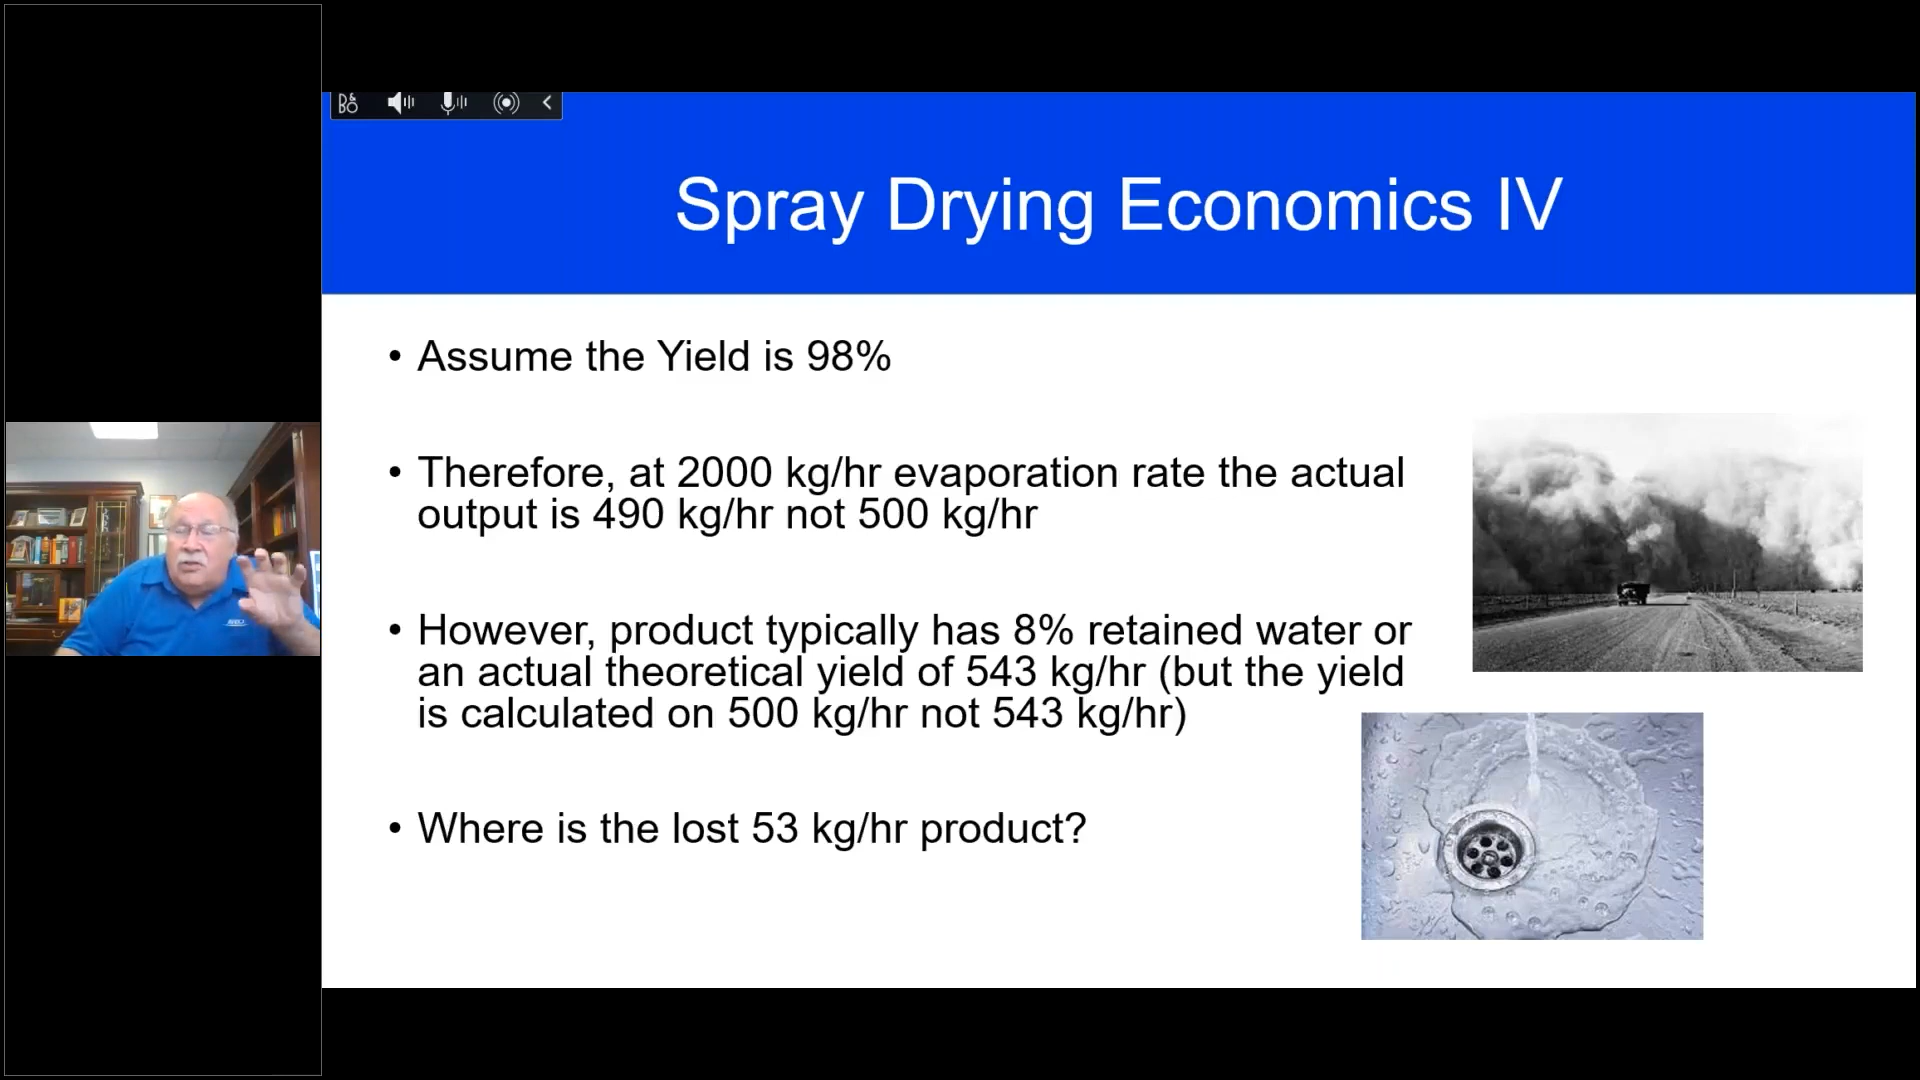 Spray Drying Economics IV
• Assume the Yield is 98%
• Therefore, at 2000 kg/hr evaporation rate the actual
output is 490 kg/hr not 500 kg/hr
• However, product typically has 8% retained water or
an actual theoretical yield of 543 kg/hr (but the yield
is calculated on 500 kg/hr not 543 kg/hr)
• Where is the lost 53 kg/hr product?